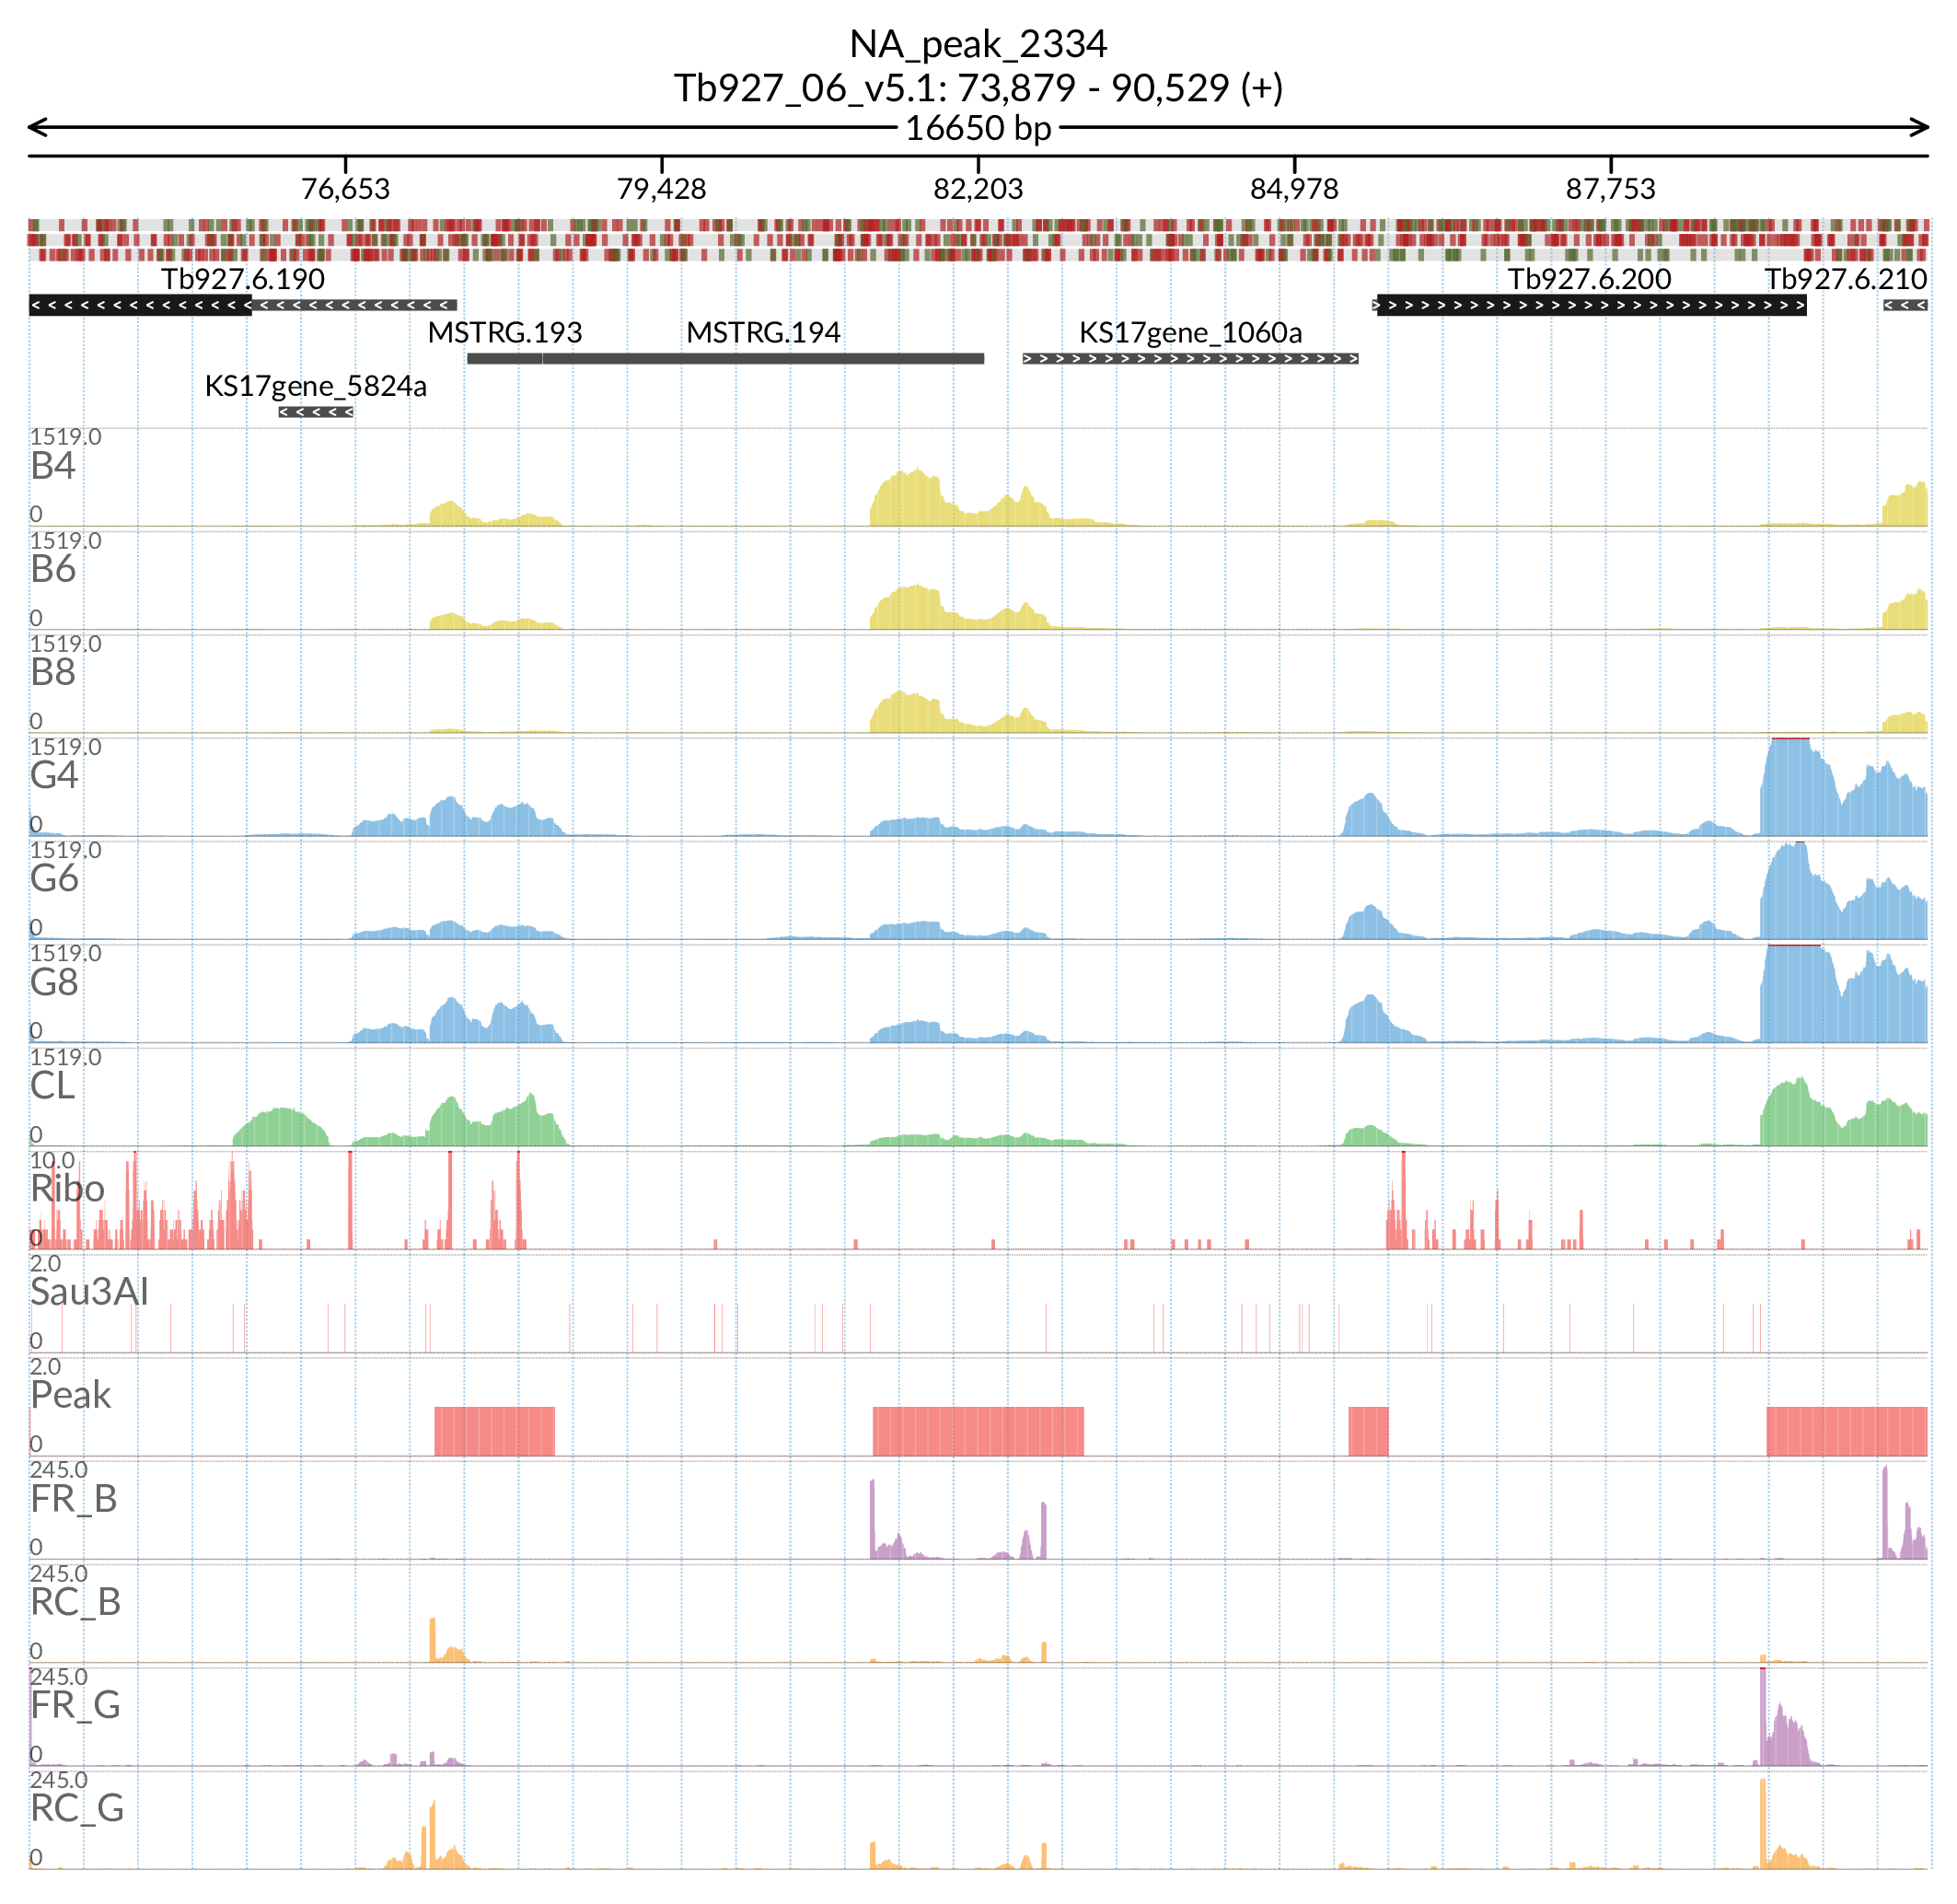 NA_peak_2334
Tb927_06_v5.1: 73,879 - 90,529 (+)
16650 bp
76,653 79,428 82,203 84,978 87,753
Tb927.6.190 Tb927.6.200 Tb927.6.210
MSTRG.193 MSTRG.194 KS17gene_1060a
KS17gene_5824a
1519.0
B4
0
1519.0
B6
0
1519.0
B8
0
1519.0
G4
0
1519.0
G6
0
1519.0
G8
0
1519.0
CL
0
10.0
Ribo
0
2.0
Sau3AI
0
2.0
Peak
0
245.0
FR_B
0
245.0
RC_B
0
245.0
FR_G
0
245.0
RC_G
0